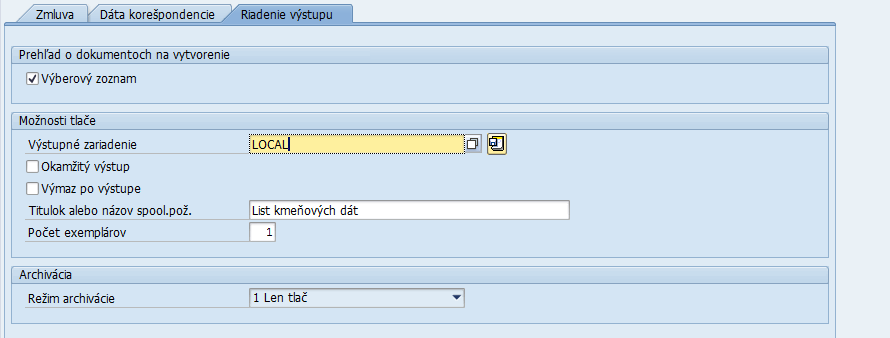 Zmluva Dáta korešpondencie Riadenie výstupu
Prehľad o dokumentoch na vytvorenie
Výberový zoznam
Možnosti tlače
Výstupné zariadenie LOCAL
Okamžitý výstup
Výmaz po výstupe
Titulok alebo názov spool.pož. List kmeňových dát
Počet exemplárov 1
Archivácia
Režim archivácie 1 Len tlač